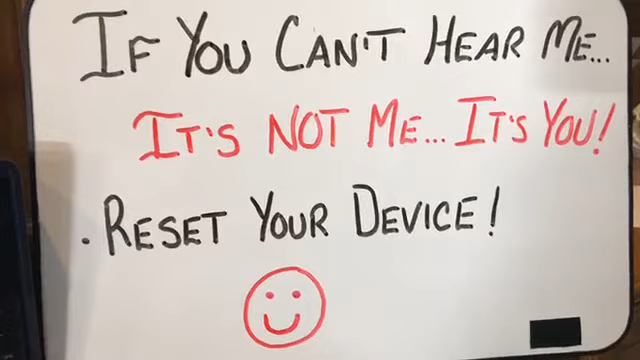 IF YOU CAN'T HEAR ME...
IT'S NOT ME... IT'S YOU!
. RESET YOUR DEVICE!